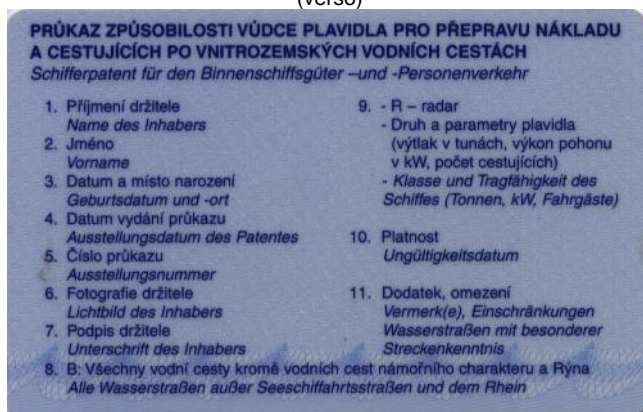 (verso)
PRŮKAZ ZPŮSOBILOSTI VŮDCE PLAVIDLA PRO PŘEPRAVU NÁKLADU
A CESTUJÍCÍCH PO VNITROZEMSKÝCH VODNÍCH CESTÁCH
Schifferpatent für den Binnenschiffsgüter –und -Personenverkehr
1. Příjmení držitele
Name des Inhabers
2. Jméno
Vorname
3. Datum a místo narození
Geburtsdatum und -ort
4. Datum vydání průkazu
Ausstellungsdatum des Patentes
5. Číslo průkazu
Ausstellungsnummer
6. Fotografie držitele
Lichtbild des Inhabers
7. Podpis držitele
Unterschrift des Inhabers
8. B: Všechny vodní cesty kromě vodních cest námořního charakteru a Rýna
Alle Wasserstraßen außer Seeschiffahrtsstraßen und dem Rhein
9. - R – radar
- Druh a parametry plavidla
(výtlak v tunách, výkon pohonu
v kW, počet cestujících)
- Klasse und Tragfähigkeit des
Schiffes (Tonnen, kW, Fahrgäste)
10. Platnost
Ungültigkeitsdatum
11. Dodatek, omezení
Vermerk(e), Einschränkungen
Wasserstraßen mit besonderer
Streckenkenntnis